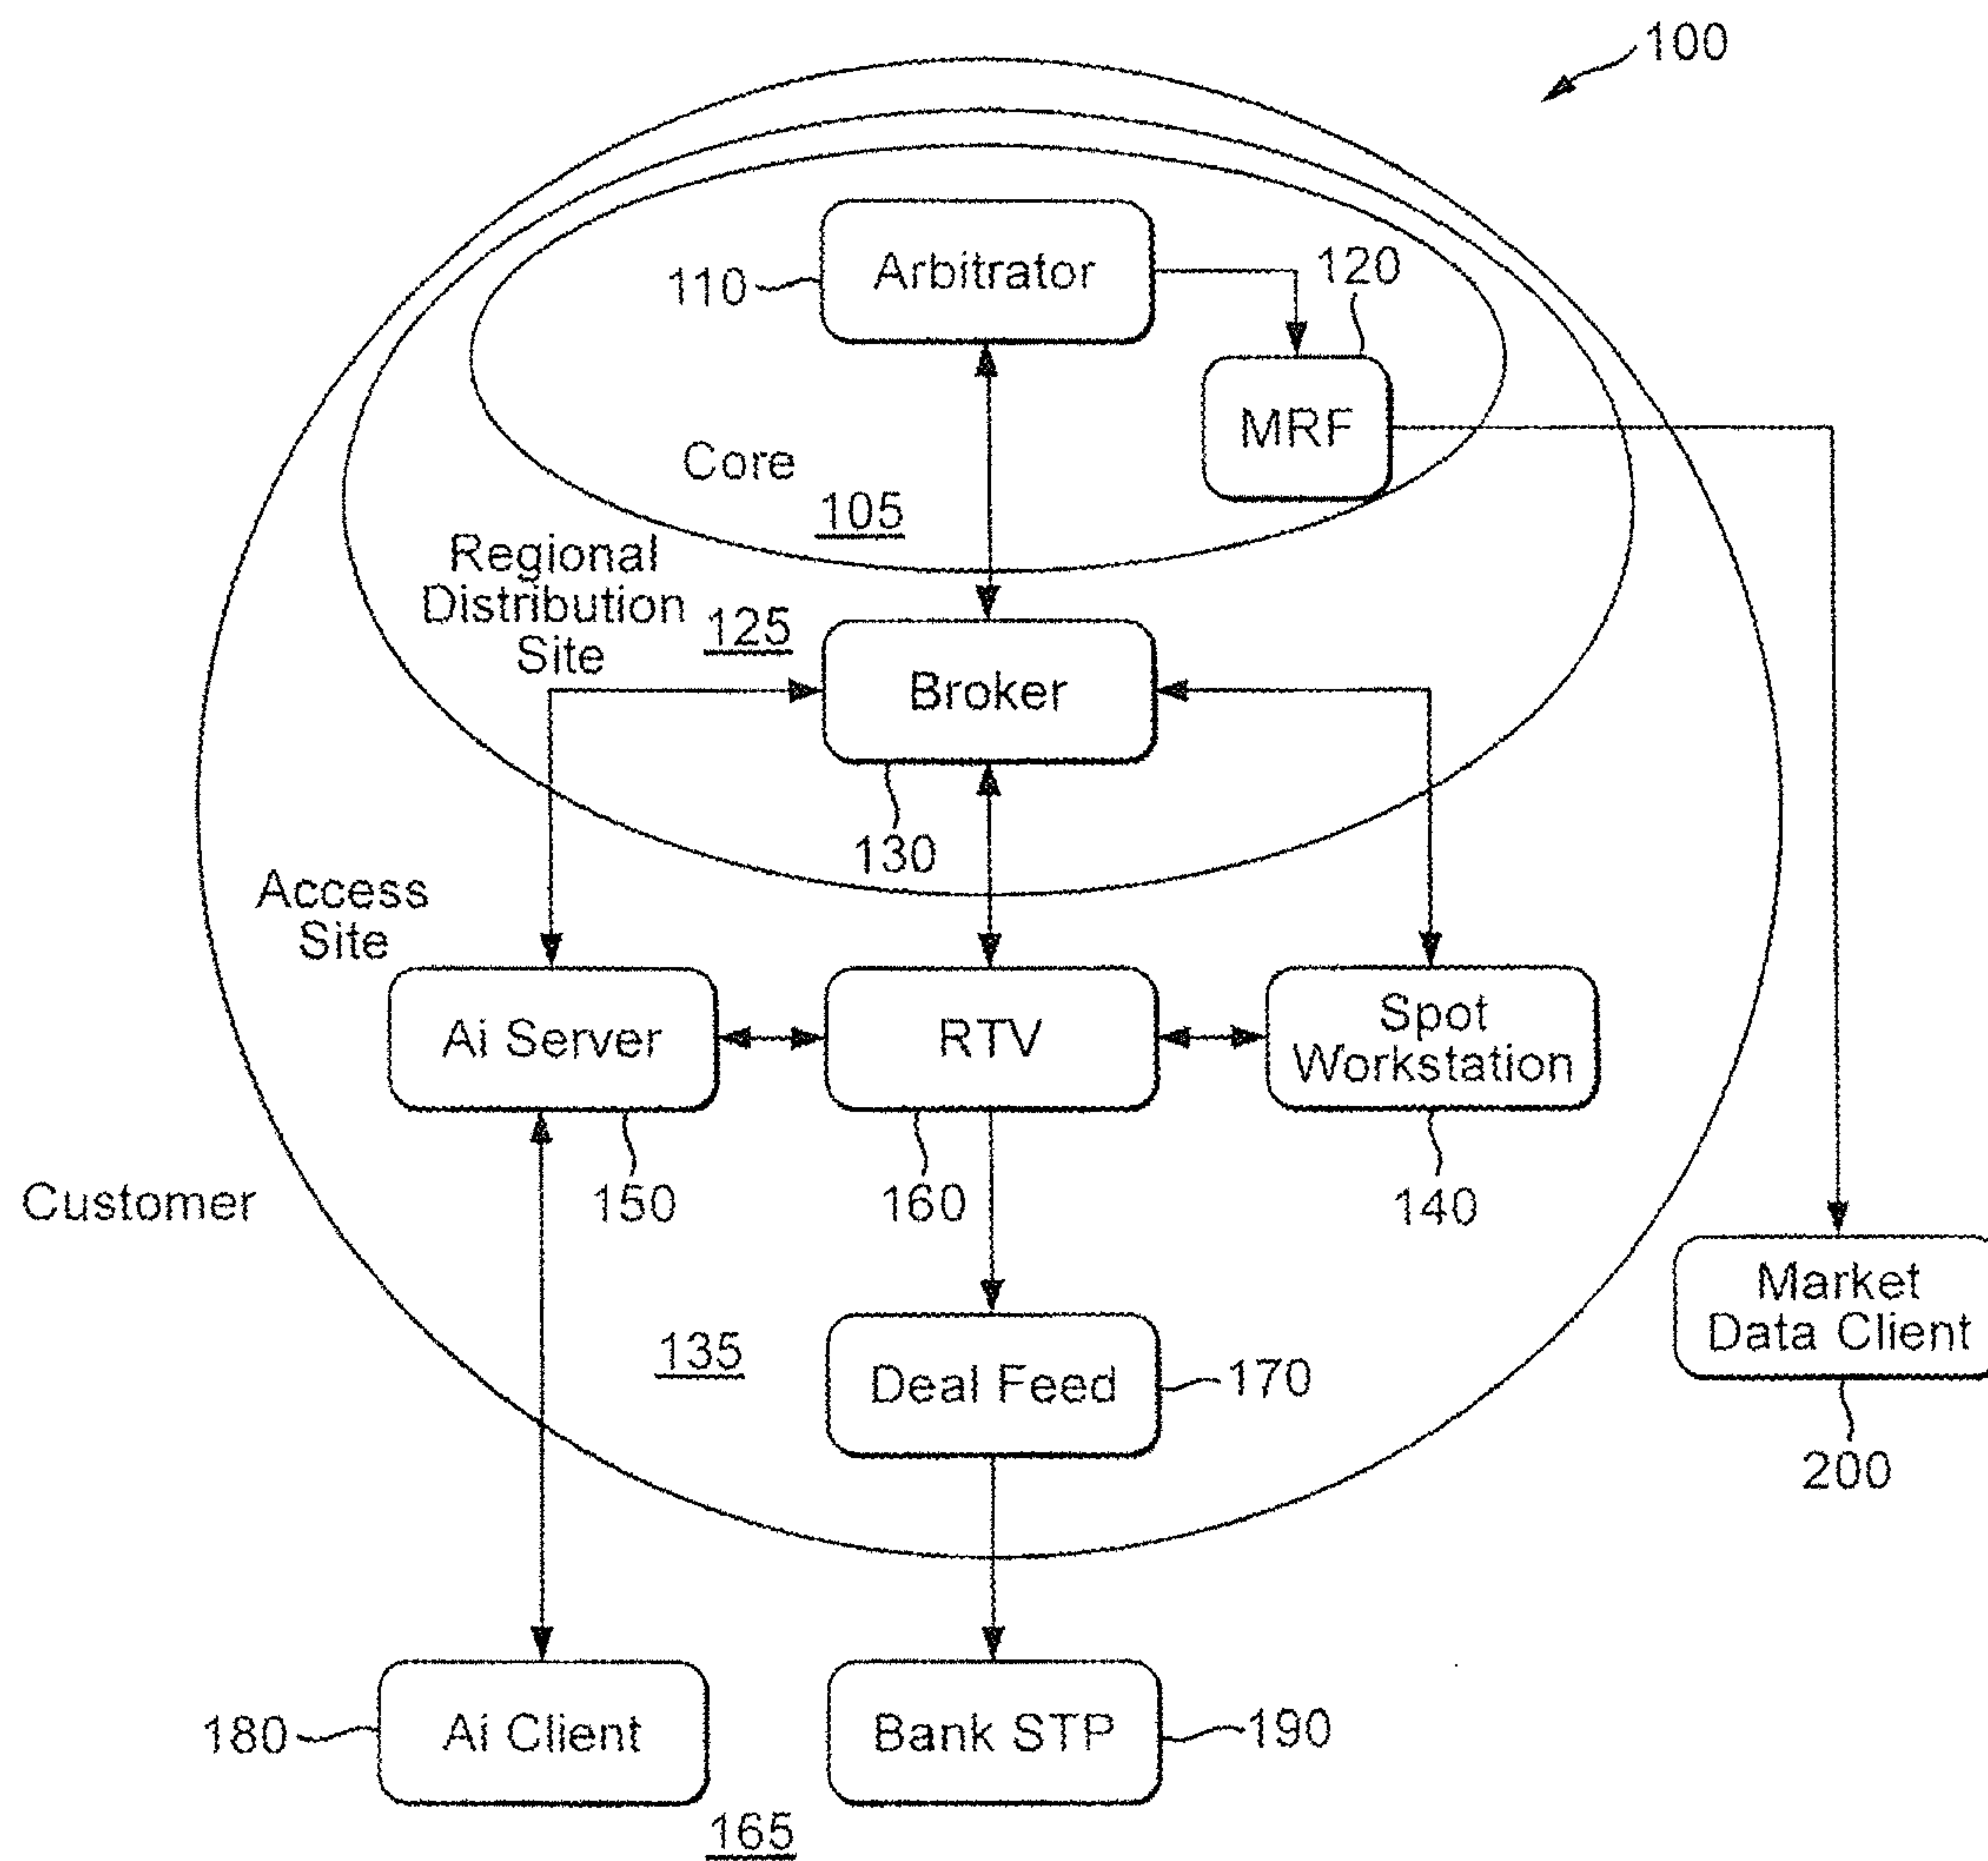 100
Arbitrator
110
120
MRF
Core
105
Regional
Distribution
Site
125
Broker
130
Access
Site
Ai Server
RTV
Spot
Workstation
150
160
140
Customer
Market
Data Client
135
Deal Feed
170
200
Ai Client
180
Bank STP
190
165